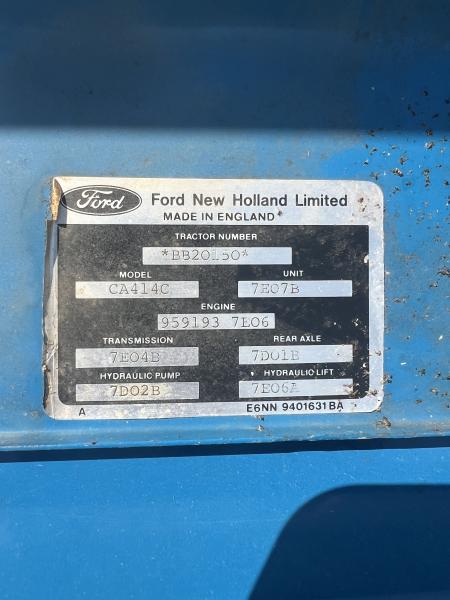 Ford Ford New Holland Limited
MADE IN ENGLAND
TRACTOR NUMBER
*BB20150*
MODEL UNIT
CA414C 7E07B
ENGINE
959193 7E06
TRANSMISSION REAR AXLE
7E04B 7D01B
HYDRAULIC PUMP HYDRAULIC LIFT
7D02B 7E06A
A E6NN 9401631BA